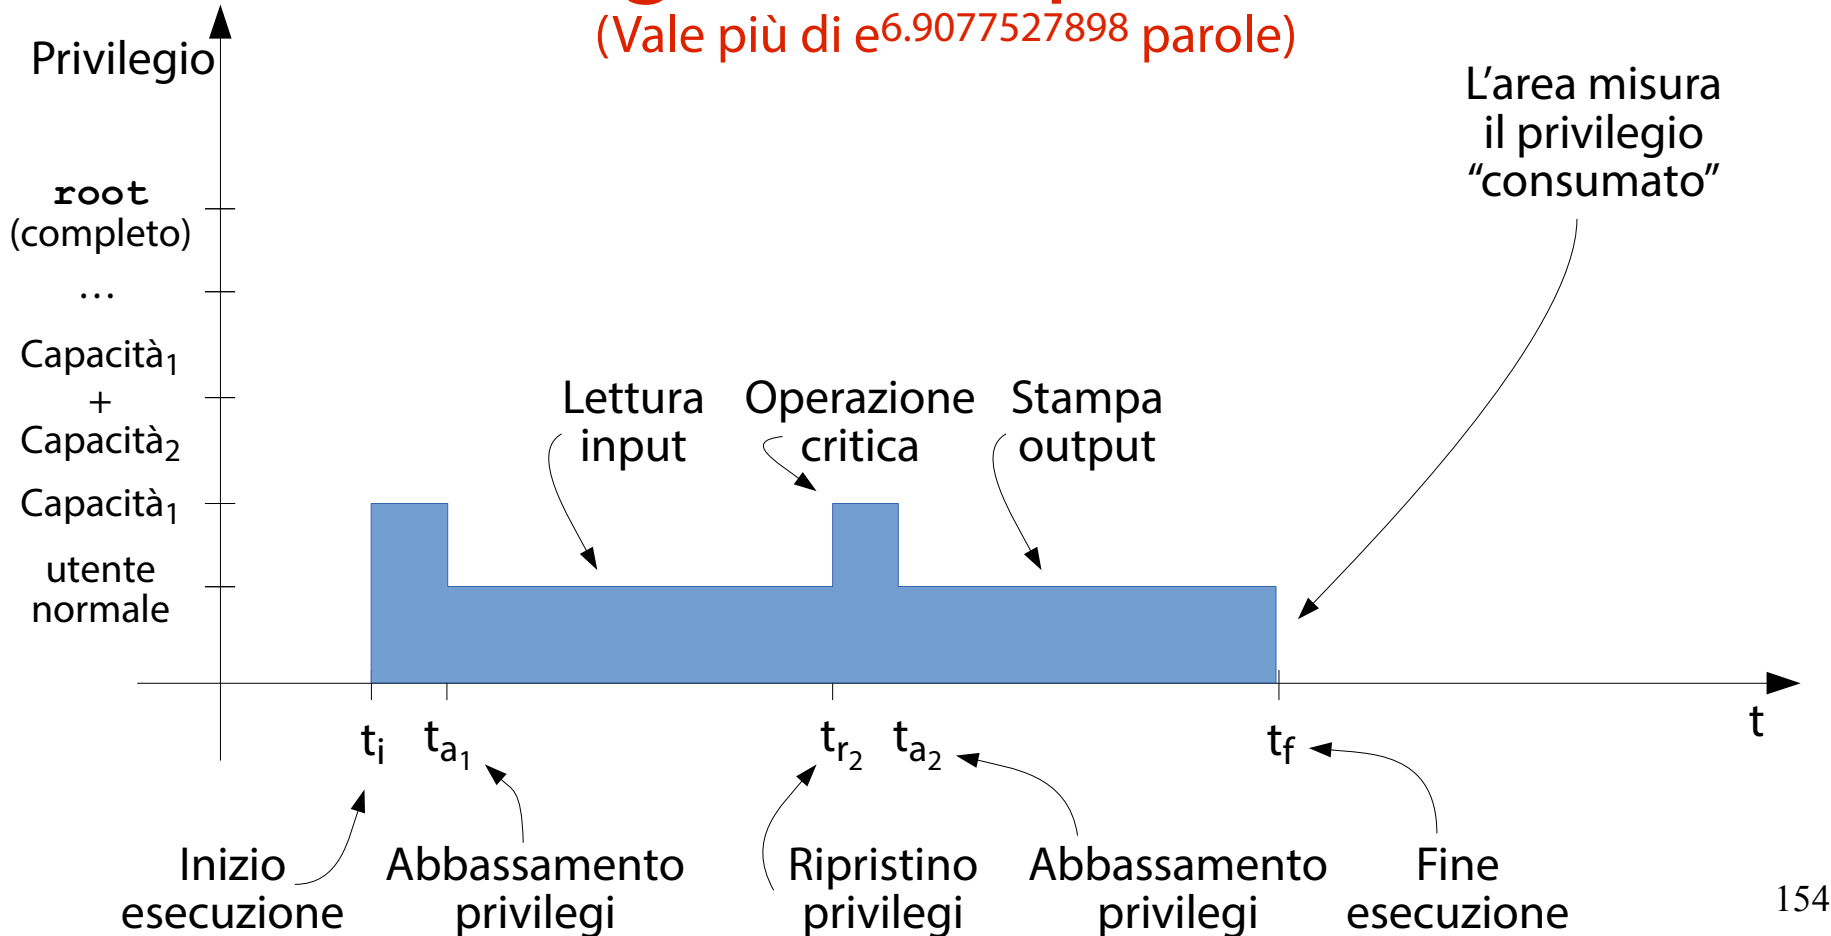 (Vale più di e6.9077527898 parole)
Privilegio
L'area misura
il privilegio
“consumato”
root
(completo)
…
Capacità1
+
Capacità2
Capacità1
utente
normale
Lettura
input
Operazione
critica
Stampa
output
t
ti
ta1
tr2
ta2
tf
Inizio
esecuzione
Abbassamento
privilegi
Ripristino
privilegi
Abbassamento
privilegi
Fine
esecuzione
154